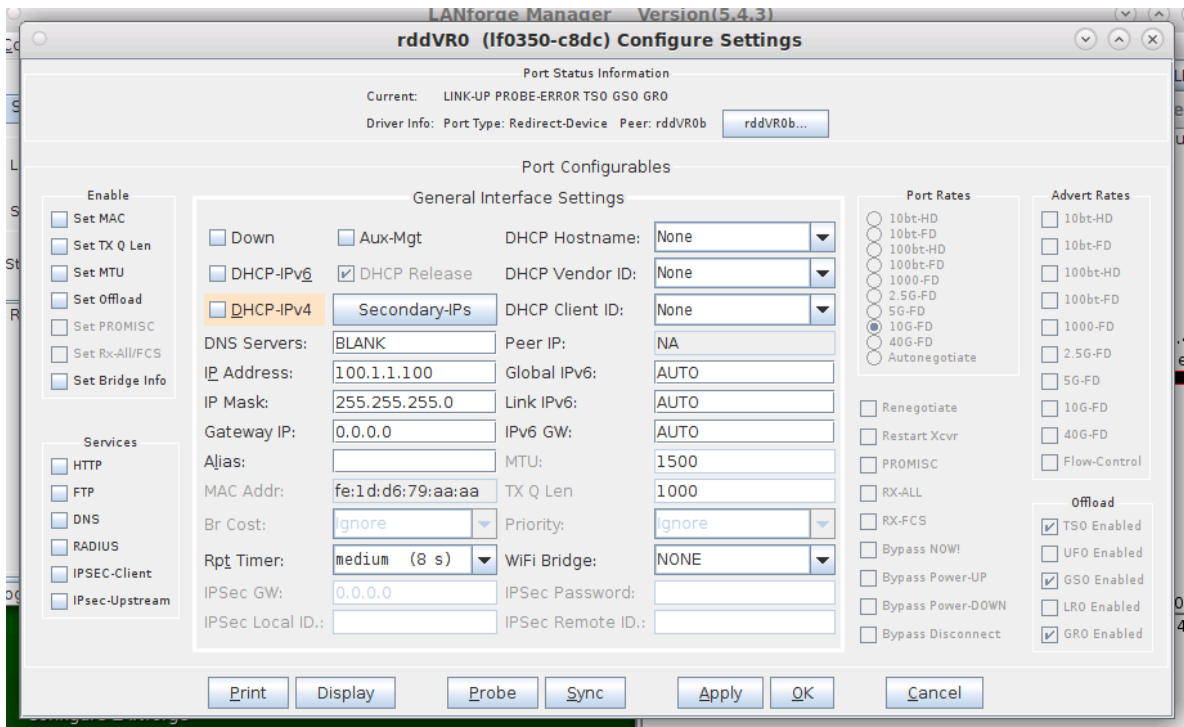 LANforge Manager Version(5.4.3)
rddVR0 (lf0350-c8dc) Configure Settings
Port Status Information
Current: LINK-UP PROBE-ERROR TSO GSO GRO
Driver Info: Port Type: Redirect-Device Peer: rddVR0b rddVR0b...
Port Configurables
Enable
Set MAC
Set TX Q Len
Set MTU
Set Offload
Set PROMISC
Set Rx-All/FCS
Set Bridge Info
Services
HTTP
FTP
DNS
RADIUS
IPSEC-Client
IPsec-Upstream
General Interface Settings
Down Aux-Mgt DHCP Hostname: None
DHCP-IPv6 DHCP Release DHCP Vendor ID: None
DHCP-IPv4 Secondary-IPs DHCP Client ID: None
DNS Servers: BLANK Peer IP: NA
IP Address: 100.1.1.100 Global IPv6: AUTO
IP Mask: 255.255.255.0 Link IPv6: AUTO
Gateway IP: 0.0.0.0 IPv6 GW: AUTO
Alias: MTU: 1500
MAC Addr: fe:1d:d6:79:aa:aa TX Q Len 1000
Br Cost: Ignore Priority: Ignore
Rpt Timer: medium (8 s) WiFi Bridge: NONE
IPSec GW: 0.0.0.0 IPSec Password:
IPSec Local ID.: IPSec Remote ID.:
Port Rates
10bt-HD
10bt-FD
100bt-HD
100bt-FD
1000-FD
2.5G-FD
5G-FD
10G-FD
40G-FD
Autonegotiate
Renegotiate
Restart Xcvr
PROMISC
RX-ALL
RX-FCS
Bypass NOW!
Bypass Power-UP
Bypass Power-DOWN
Bypass Disconnect
Advert Rates
10bt-HD
10bt-FD
100bt-HD
100bt-FD
1000-FD
2.5G-FD
5G-FD
10G-FD
40G-FD
Flow-Control
Offload
TSO Enabled
UFO Enabled
GSO Enabled
LRO Enabled
GRO Enabled
Print Display Probe Sync Apply OK Cancel